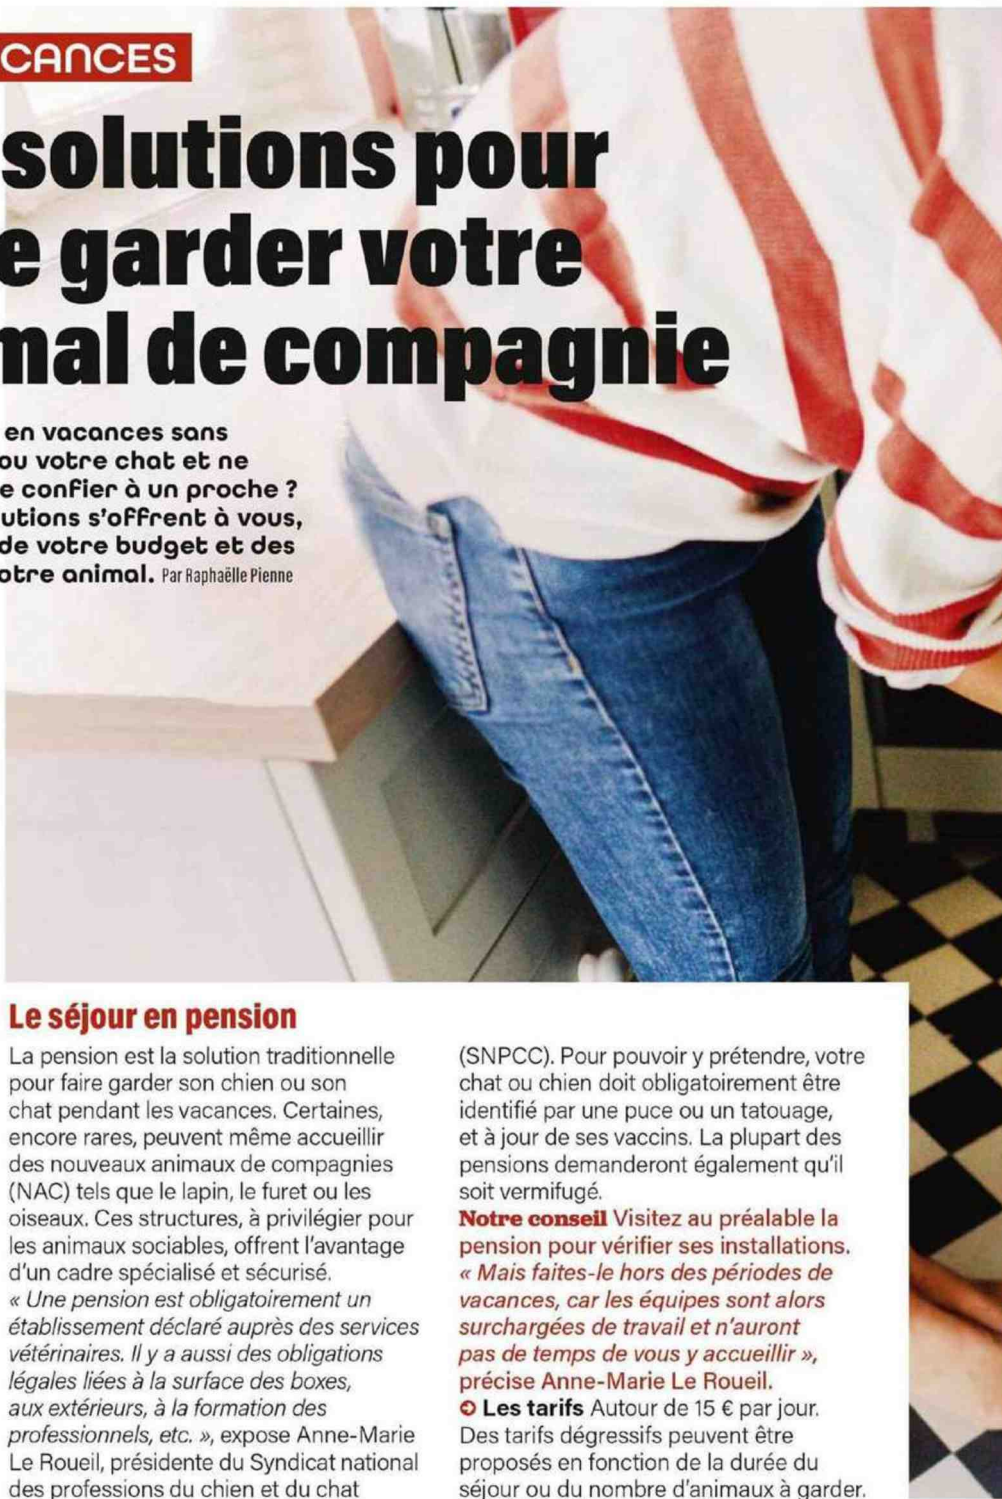 CANCES
solutions pour
e garder votre
mal de compagnie
en vacances sans
ou votre chat et ne
e confier à un proche ?
utions s'offrent à vous,
de votre budget et des
otre animal. Par Raphaëlle Pienne
Le séjour en pension
La pension est la solution traditionnelle
pour faire garder son chien ou son
chat pendant les vacances. Certaines,
encore rares, peuvent même accueillir
des nouveaux animaux de compagnies
(NAC) tels que le lapin, le furet ou les
oiseaux. Ces structures, à privilégier pour
les animaux sociables, offrent l'avantage
d'un cadre spécialisé et sécurisé.
« Une pension est obligatoirement un
établissement déclaré auprès des services
vétérinaires. Il y a aussi des obligations
légales liées à la surface des boxes,
aux extérieurs, à la formation des
professionnels, etc. », expose Anne-Marie
Le Roueil, présidente du Syndicat national
des professions du chien et du chat
(SNPCC). Pour pouvoir y prétendre, votre
chat ou chien doit obligatoirement être
identifié par une puce ou un tatouage,
et à jour de ses vaccins. La plupart des
pensions demanderont également qu'il
soit vermifugé.
Notre conseil Visitez au préalable la
pension pour vérifier ses installations.
« Mais faites-le hors des périodes de
vacances, car les équipes sont alors
surchargées de travail et n'auront
pas de temps de vous y accueillir »,
précise Anne-Marie Le Roueil.
Les tarifs Autour de 15 € par jour.
Des tarifs dégressifs peuvent être
proposés en fonction de la durée du
séjour ou du nombre d'animaux à garder.